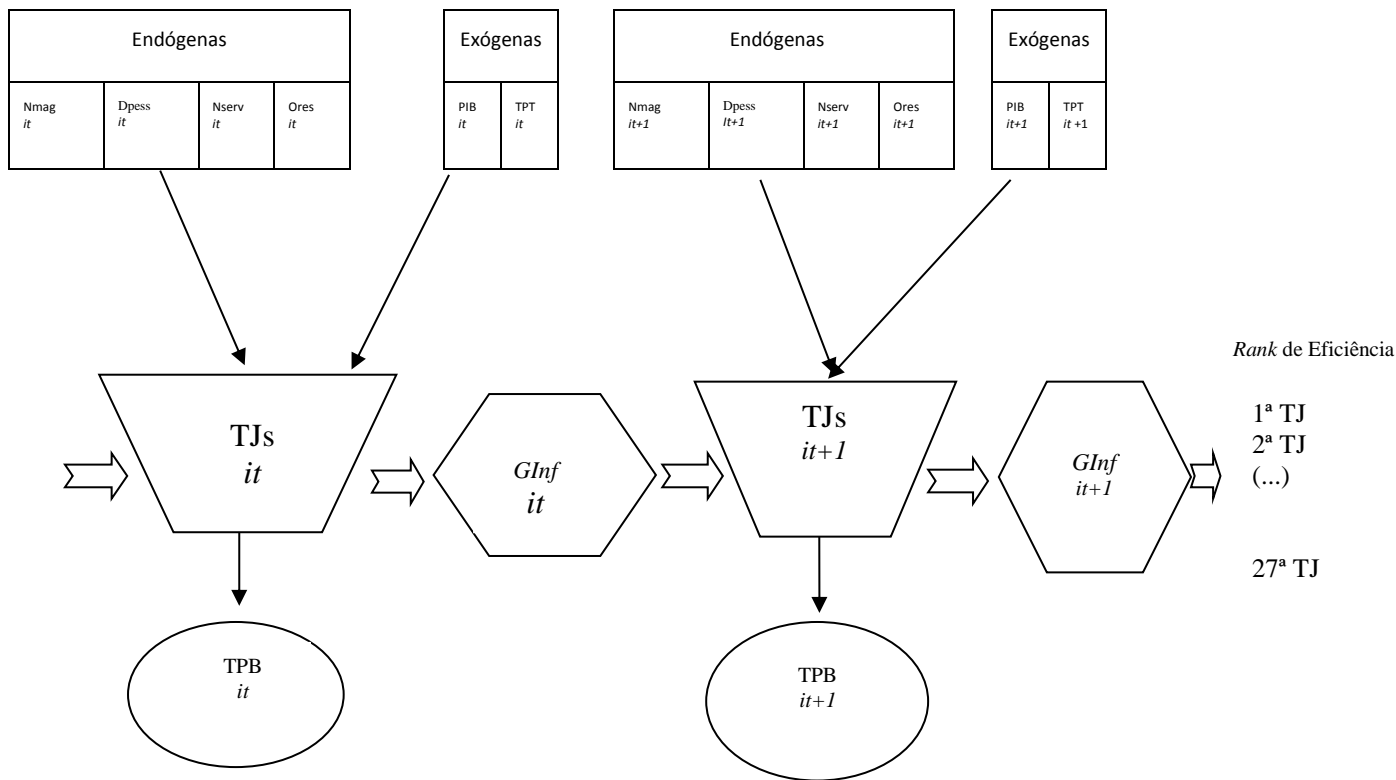 Endógenas
Exógenas
Endógenas
Exógenas
Nmag
it
Dpess
it
Nserv
it
Ores
it
PIB
it
TPT
it
Nmag
it+1
Dpess
It+1
Nserv
it+1
Ores
it+1
PIB
it+1
TPT
it +1
TJs
it
GInf
it
TJs
it+1
GInf
it+1
Rank de Eficiência
1ª TJ
2ª TJ
(...)
27ª TJ
TPB
it
TPB
it+1